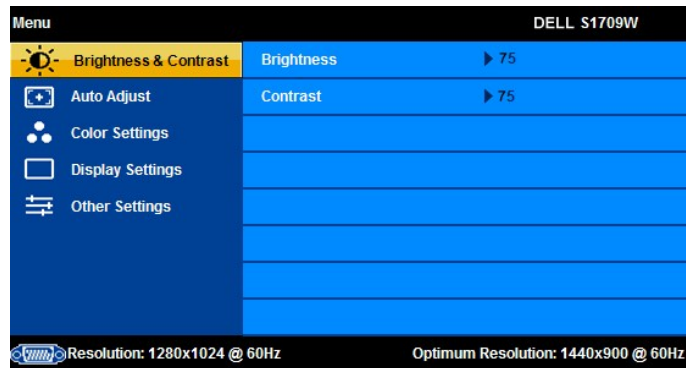 Menu DELL S1709W
Brightness & Contrast Brightness 75
Auto Adjust Contrast 75
Color Settings
Display Settings
Other Settings
Resolution: 1280x1024 @ 60Hz Optimum Resolution: 1440x900 @ 60Hz